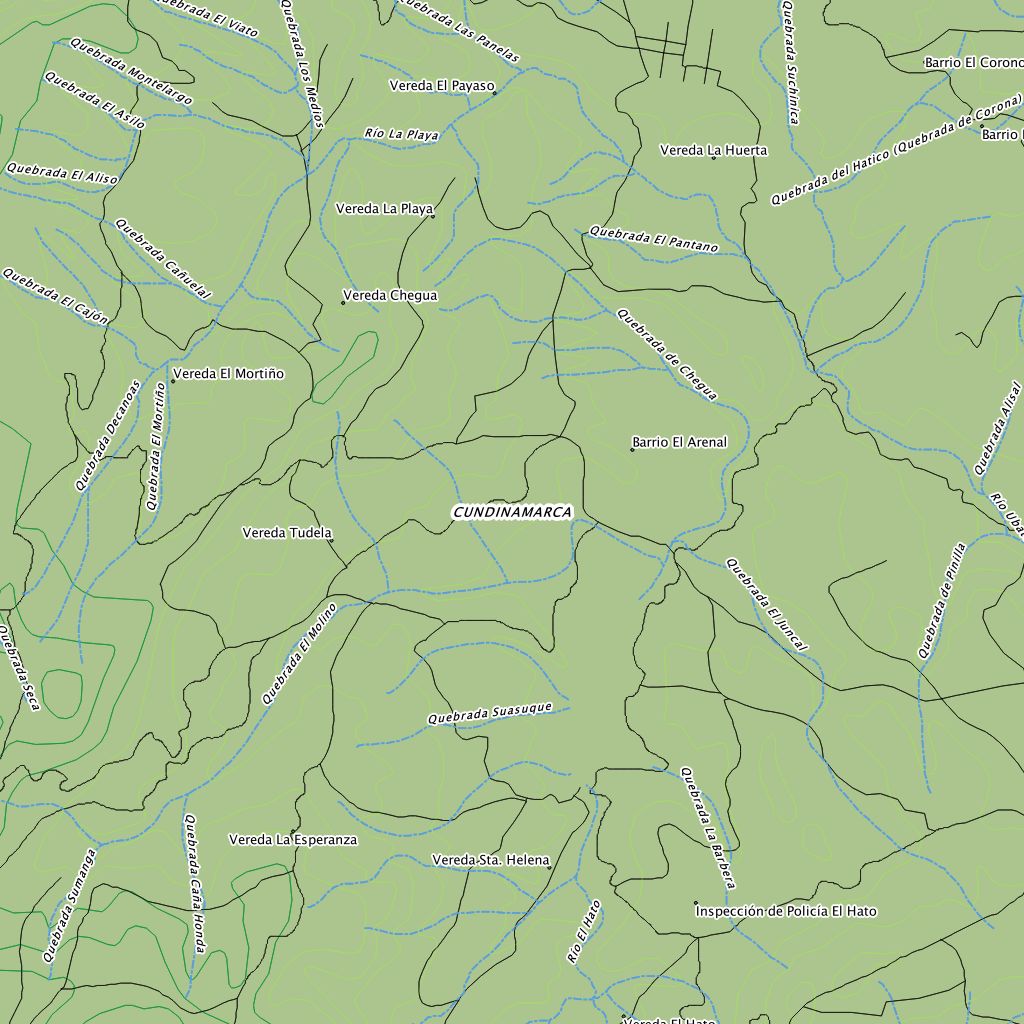 Quebrada El Viato
Quebrada Los Medios
Quebrada Las Panelas
Quebrada Suchinica
Quebrada Montelargo
Quebrada El Asilo
Vereda El Payaso
Río La Playa
Barrio El Corono
Quebrada del Hatico (Quebrada de Corona)
Barrio
Vereda La Huerta
Quebrada El Aliso
Vereda La Playa
Quebrada Cañuelal
Quebrada El Pantano
Quebrada El Cajón
Vereda Chegua
Quebrada de Chegua
Vereda El Mortiño
Quebrada Decanoas
Quebrada El Mortiño
Barrio El Arenal
Quebrada Alisal
CUNDINAMARCA
Río Ubat
Vereda Tudela
Quebrada El Juncal
Quebrada de Pinilla
Quebrada Seca
Quebrada El Molino
Quebrada Suasuque
Quebrada La Barbera
Vereda La Esperanza
Quebrada Sumanga
Quebrada Caña Honda
Vereda Sta. Helena
Inspección de Policía El Hato
Río El Hato
Vereda El Hato